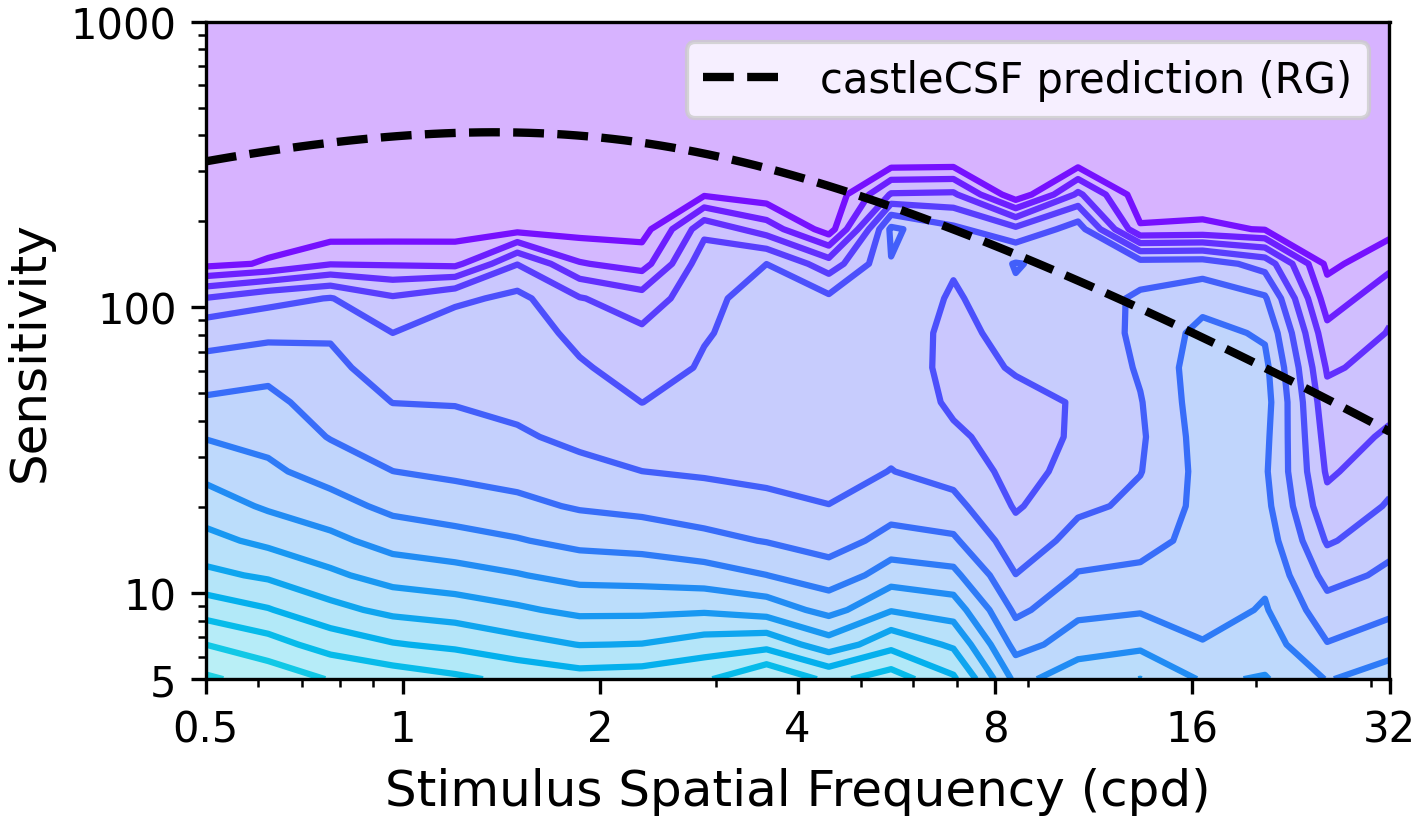 1000
castleCSF prediction (RG)
100
Sensitivity
10
5
0.5 1 2 4 8 16 32
Stimulus Spatial Frequency (cpd)